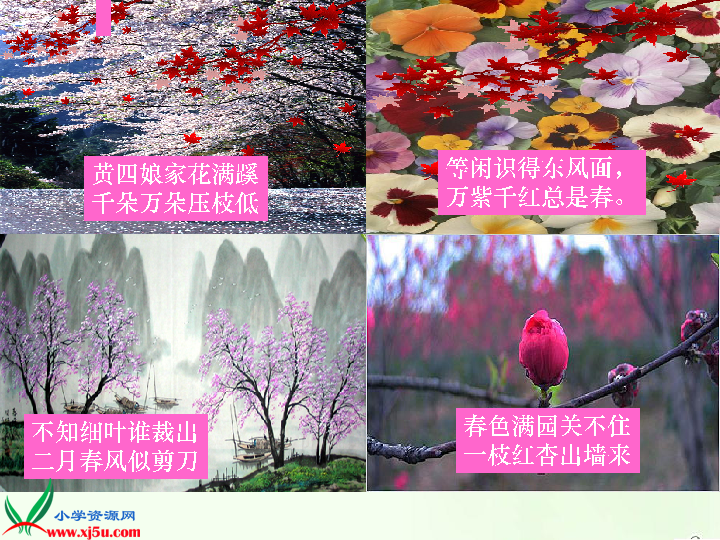 黄四娘家花满蹊
千朵万朵压枝低
等闲识得东风面，
万紫千红总是春。
不知细叶谁裁出
二月春风似剪刀
春色满园关不住
一枝红杏出墙来
小学资源网
www.xj5u.com